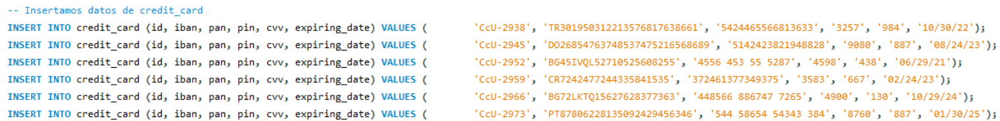 -- Insertamos datos de credit_card
INSERT INTO credit_card (id, iban, pan, pin, cvv, expiring_date) VALUES ( 'CcU-2938', 'TR301950312213576817638661', '5424465566813633', '3257', '984', '10/30/22');
INSERT INTO credit_card (id, iban, pan, pin, cvv, expiring_date) VALUES ( 'CcU-2945', 'DO26854763748537475216568689', '5142423821948828', '9080', '887', '08/24/23');
INSERT INTO credit_card (id, iban, pan, pin, cvv, expiring_date) VALUES ( 'CcU-2952', 'BG45IVQL52710525608255', '4556 453 55 5287', '4598', '438', '06/29/21');
INSERT INTO credit_card (id, iban, pan, pin, cvv, expiring_date) VALUES ( 'CcU-2959', 'CR7242477244335841535', '372461377349375', '3583', '667', '02/24/23');
INSERT INTO credit_card (id, iban, pan, pin, cvv, expiring_date) VALUES ( 'CcU-2966', 'BG72LKTQ15627628377363', '448566 886747 7265', '4900', '130', '10/29/24');
INSERT INTO credit_card (id, iban, pan, pin, cvv, expiring_date) VALUES ( 'CcU-2973', 'PT87806228135092429456346', '544 58654 54343 384', '8760', '887', '01/30/25');